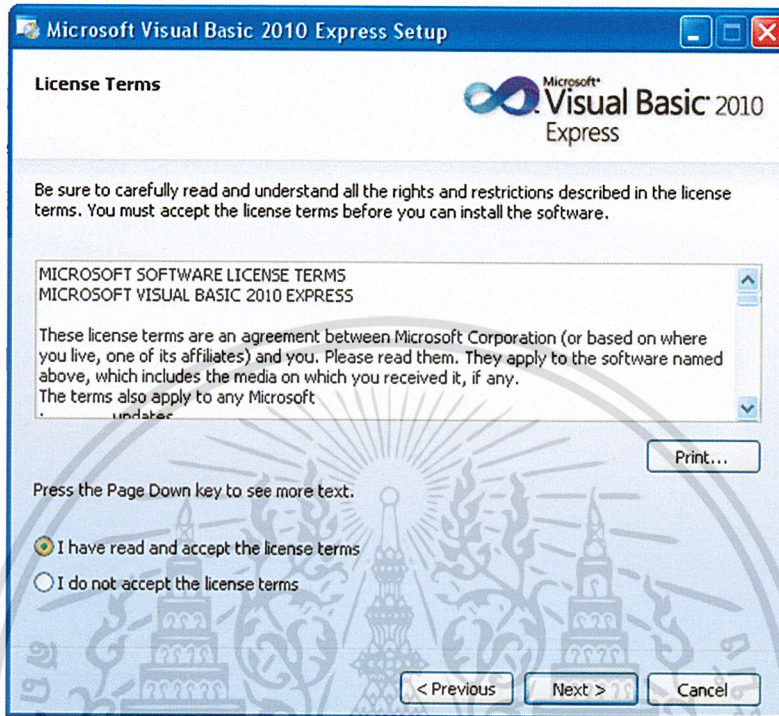 Microsoft Visual Basic 2010 Express Setup
License Terms
Microsoft®
Visual Basic® 2010
Express
Be sure to carefully read and understand all the rights and restrictions described in the license
terms. You must accept the license terms before you can install the software.
MICROSOFT SOFTWARE LICENSE TERMS
MICROSOFT VISUAL BASIC 2010 EXPRESS
These license terms are an agreement between Microsoft Corporation (or based on where
you live, one of its affiliates) and you. Please read them. They apply to the software named
above, which includes the media on which you received it, if any.
The terms also apply to any Microsoft
· updates
Print...
Press the Page Down key to see more text.
I have read and accept the license terms
I do not accept the license terms
< Previous
Next >
Cancel